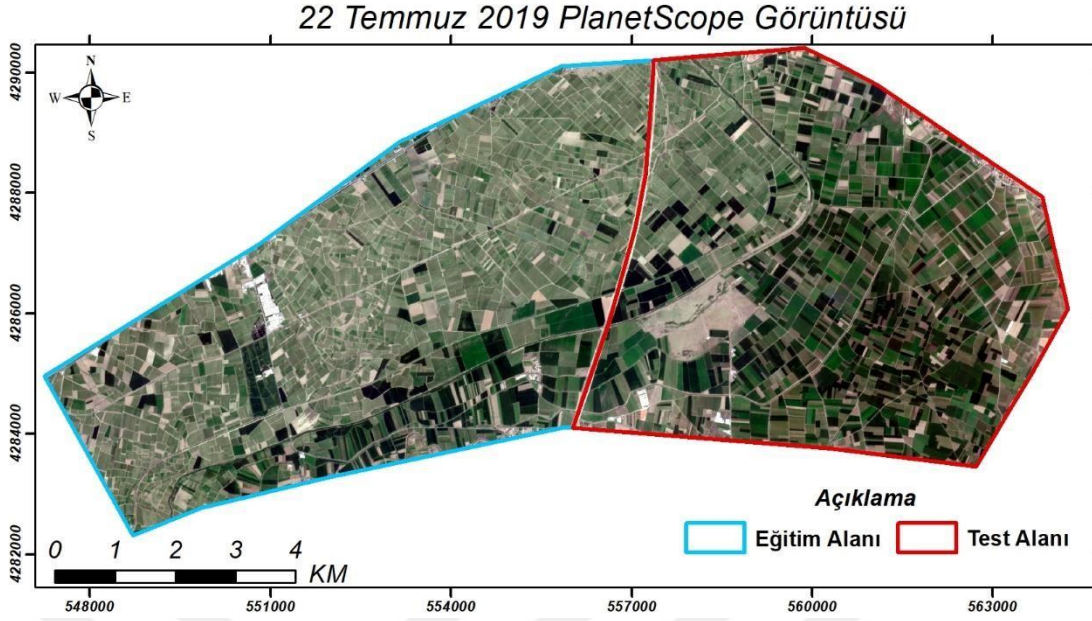 22 Temmuz 2019 PlanetScope Görüntüsü
N
W E
S
4290000
4288000
4286000
4284000
4282000
Açıklama
Eğitim Alanı Test Alanı
0 1 2 3 4
KM
548000 551000 554000 557000 560000 563000